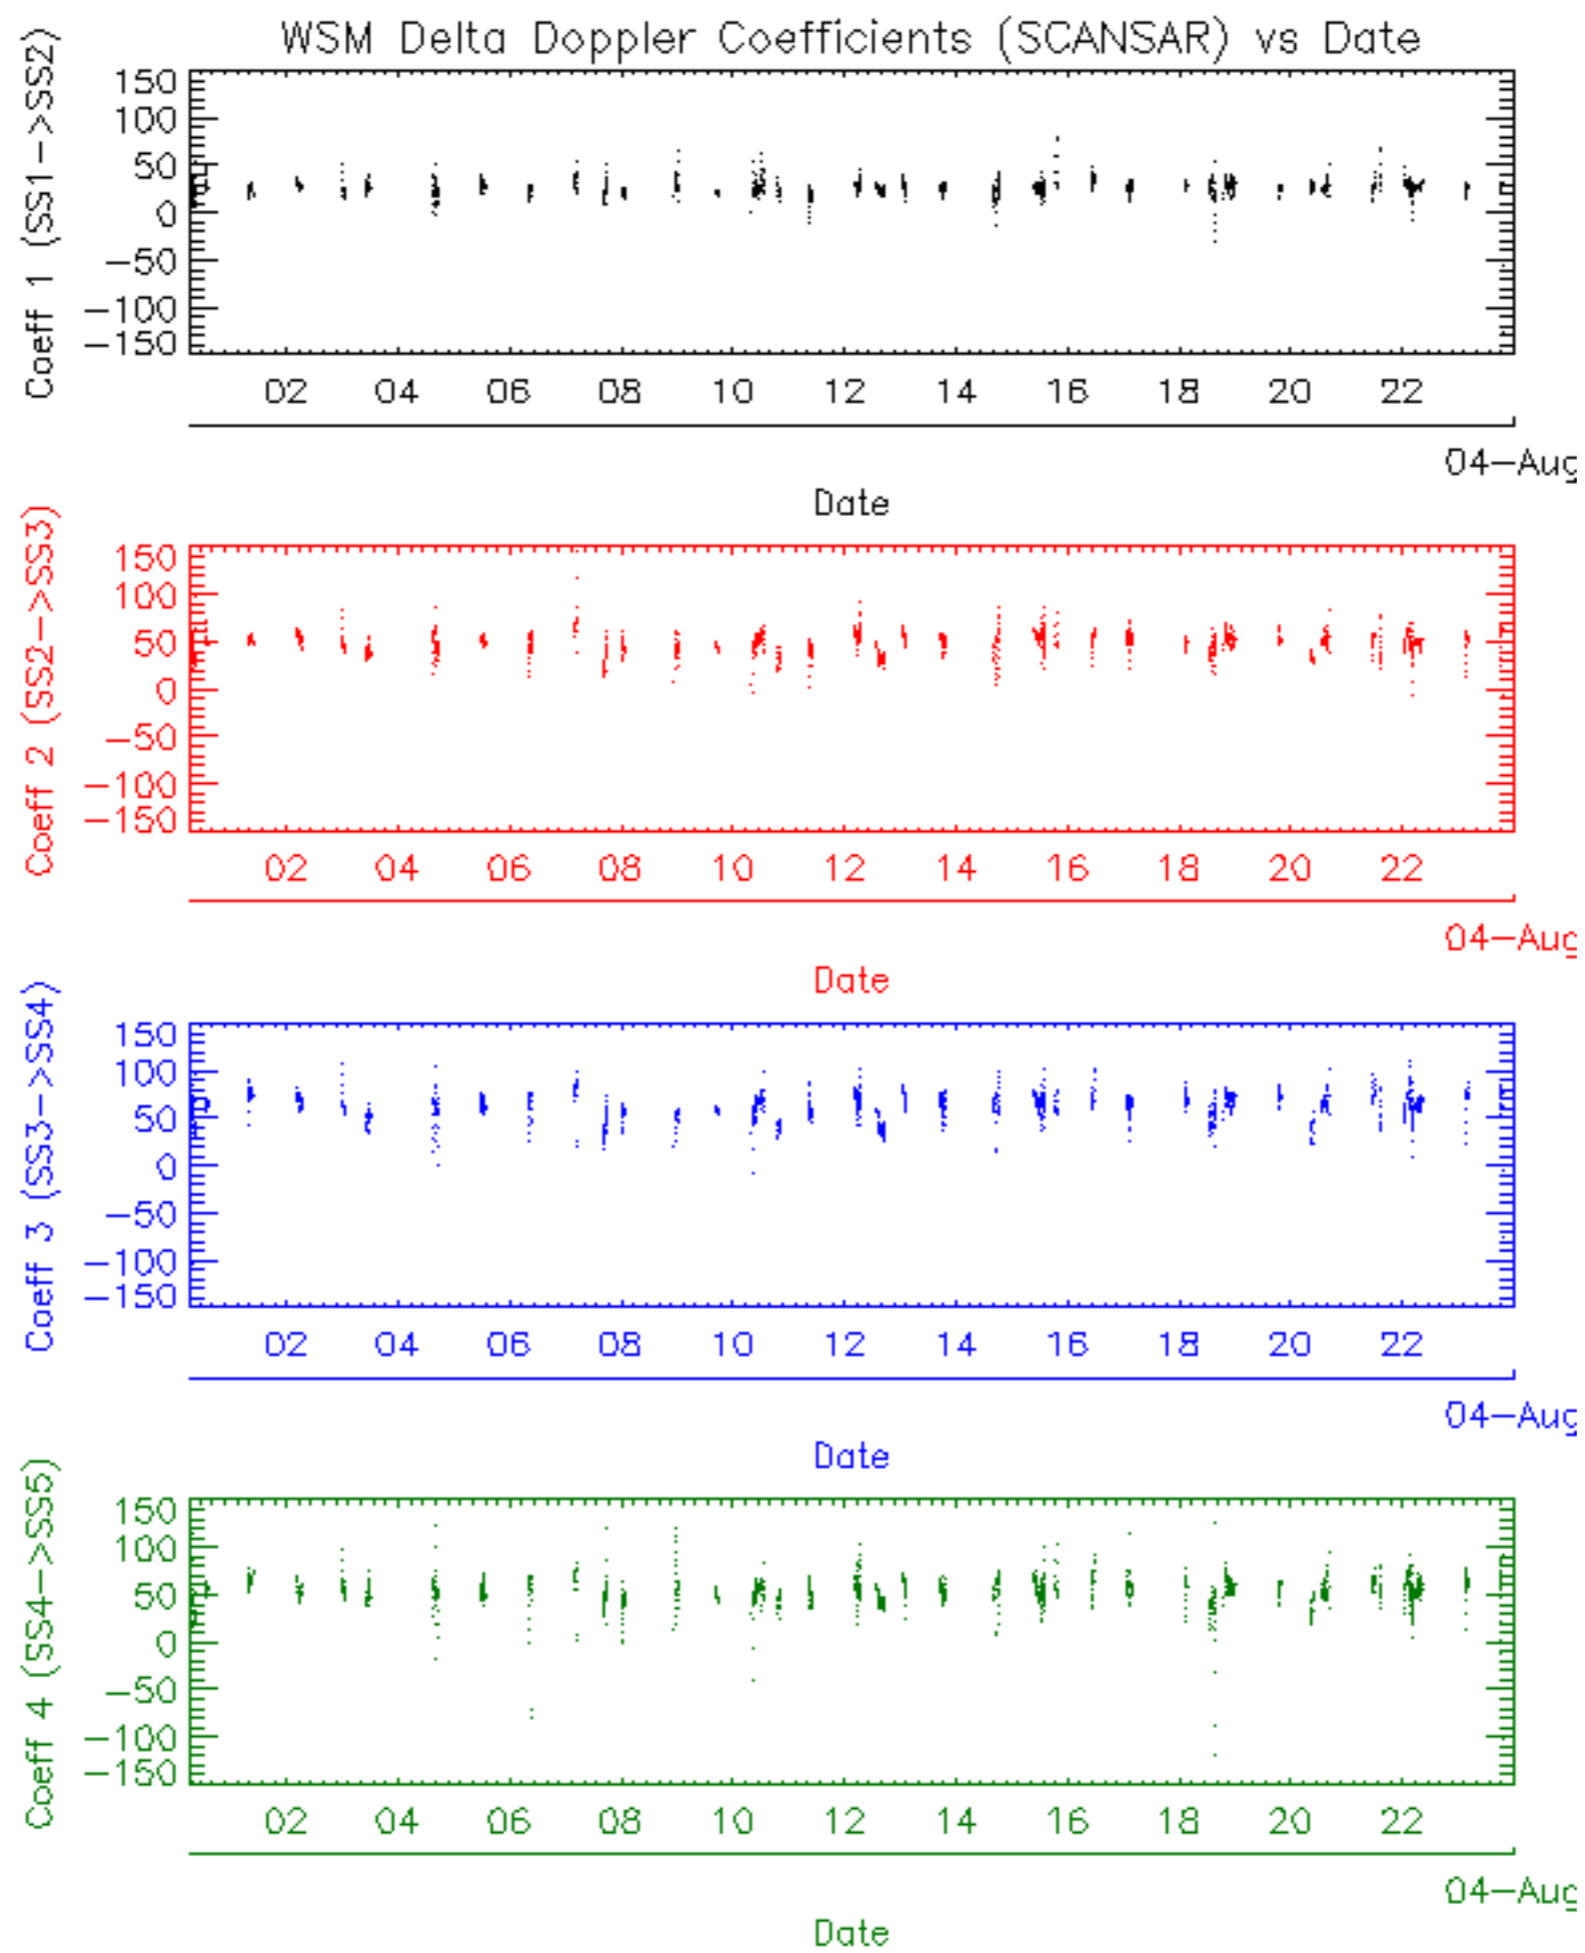 WSM Delta Doppler Coefficients (SCANSAR) vs Date
Coeff 1 (SS1->SS2)
150
100
50
0
-50
-100
-150
02 04 06 08 10 12 14 16 18 20 22
04-Aug
Date
Coeff 2 (SS2->SS3)
150
100
50
0
-50
-100
-150
02 04 06 08 10 12 14 16 18 20 22
04-Aug
Date
Coeff 3 (SS3->SS4)
150
100
50
0
-50
-100
-150
02 04 06 08 10 12 14 16 18 20 22
04-Aug
Date
Coeff 4 (SS4->SS5)
150
100
50
0
-50
-100
-150
02 04 06 08 10 12 14 16 18 20 22
04-Aug
Date